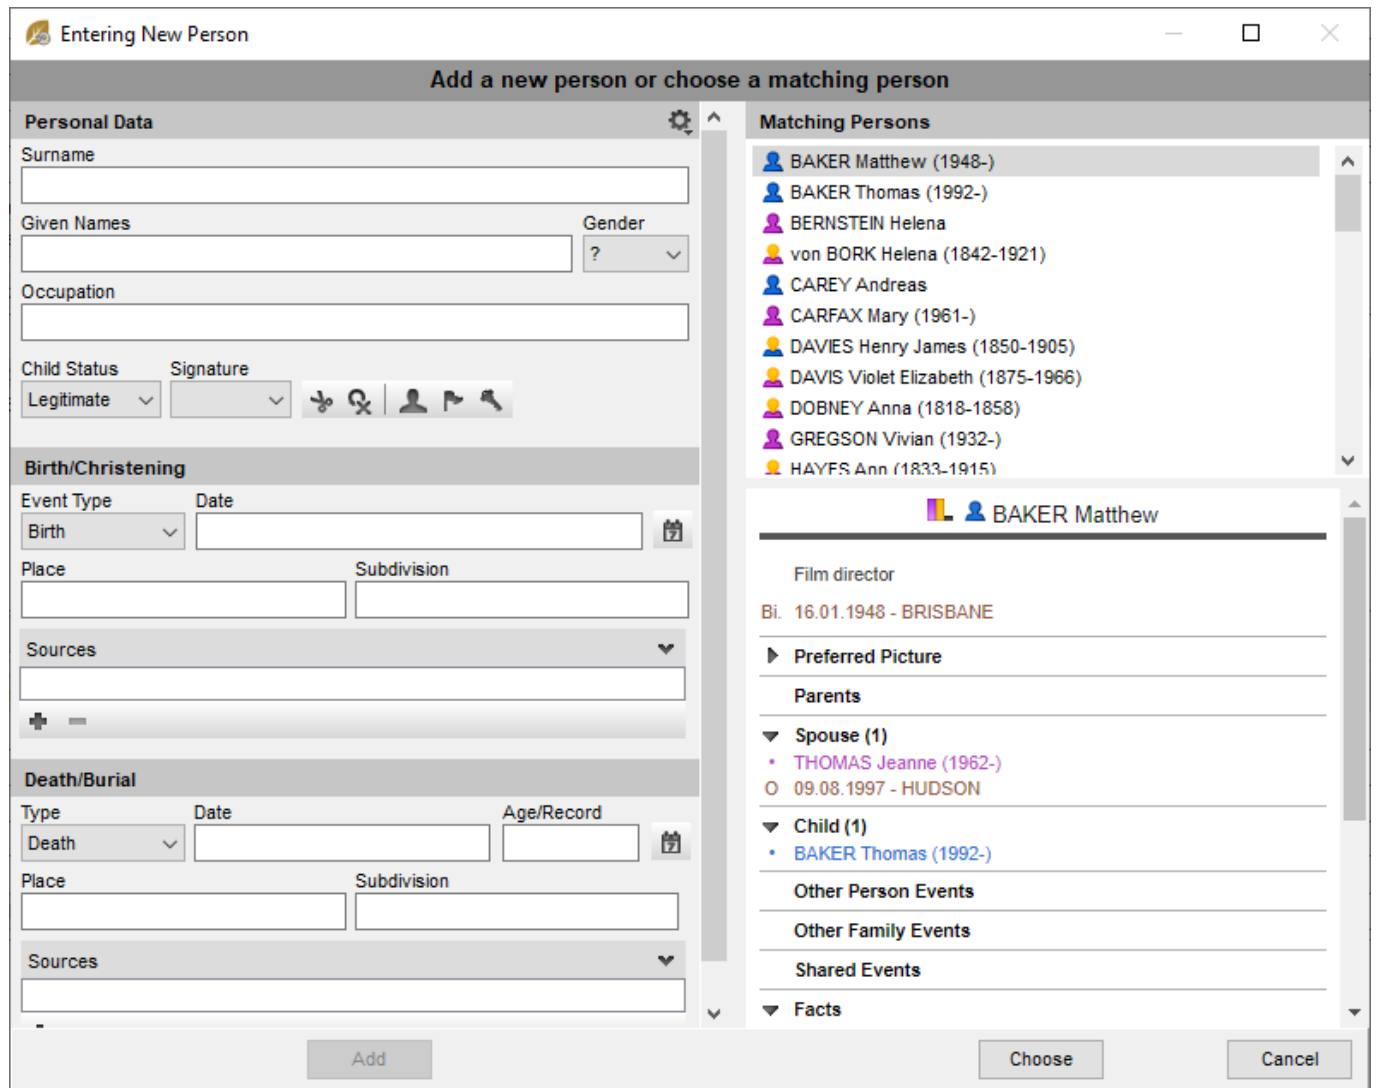 Entering New Person
Add a new person or choose a matching person
Personal Data
Surname
Given Names
Gender
?
Occupation
Child Status
Signature
Legitimate
Birth/Christening
Event Type
Date
Birth
7
Place
Subdivision
Sources
Death/Burial
Type
Date
Age/Record
Death
7
Place
Subdivision
Sources
Add
Matching Persons
BAKER Matthew (1948-)
BAKER Thomas (1992-)
BERNSTEIN Helena
von BORK Helena (1842-1921)
CAREY Andreas
CARFAX Mary (1961-)
DAVIES Henry James (1850-1905)
DAVIS Violet Elizabeth (1875-1966)
DOBNEY Anna (1818-1858)
GREGSON Vivian (1932-)
HAYES Ann (1833-1915)
BAKER Matthew
Film director
Bi. 16.01.1948 - BRISBANE
Preferred Picture
Parents
Spouse (1)
• THOMAS Jeanne (1962-)
O 09.08.1997 - HUDSON
Child (1)
• BAKER Thomas (1992-)
Other Person Events
Other Family Events
Shared Events
Facts
Choose
Cancel